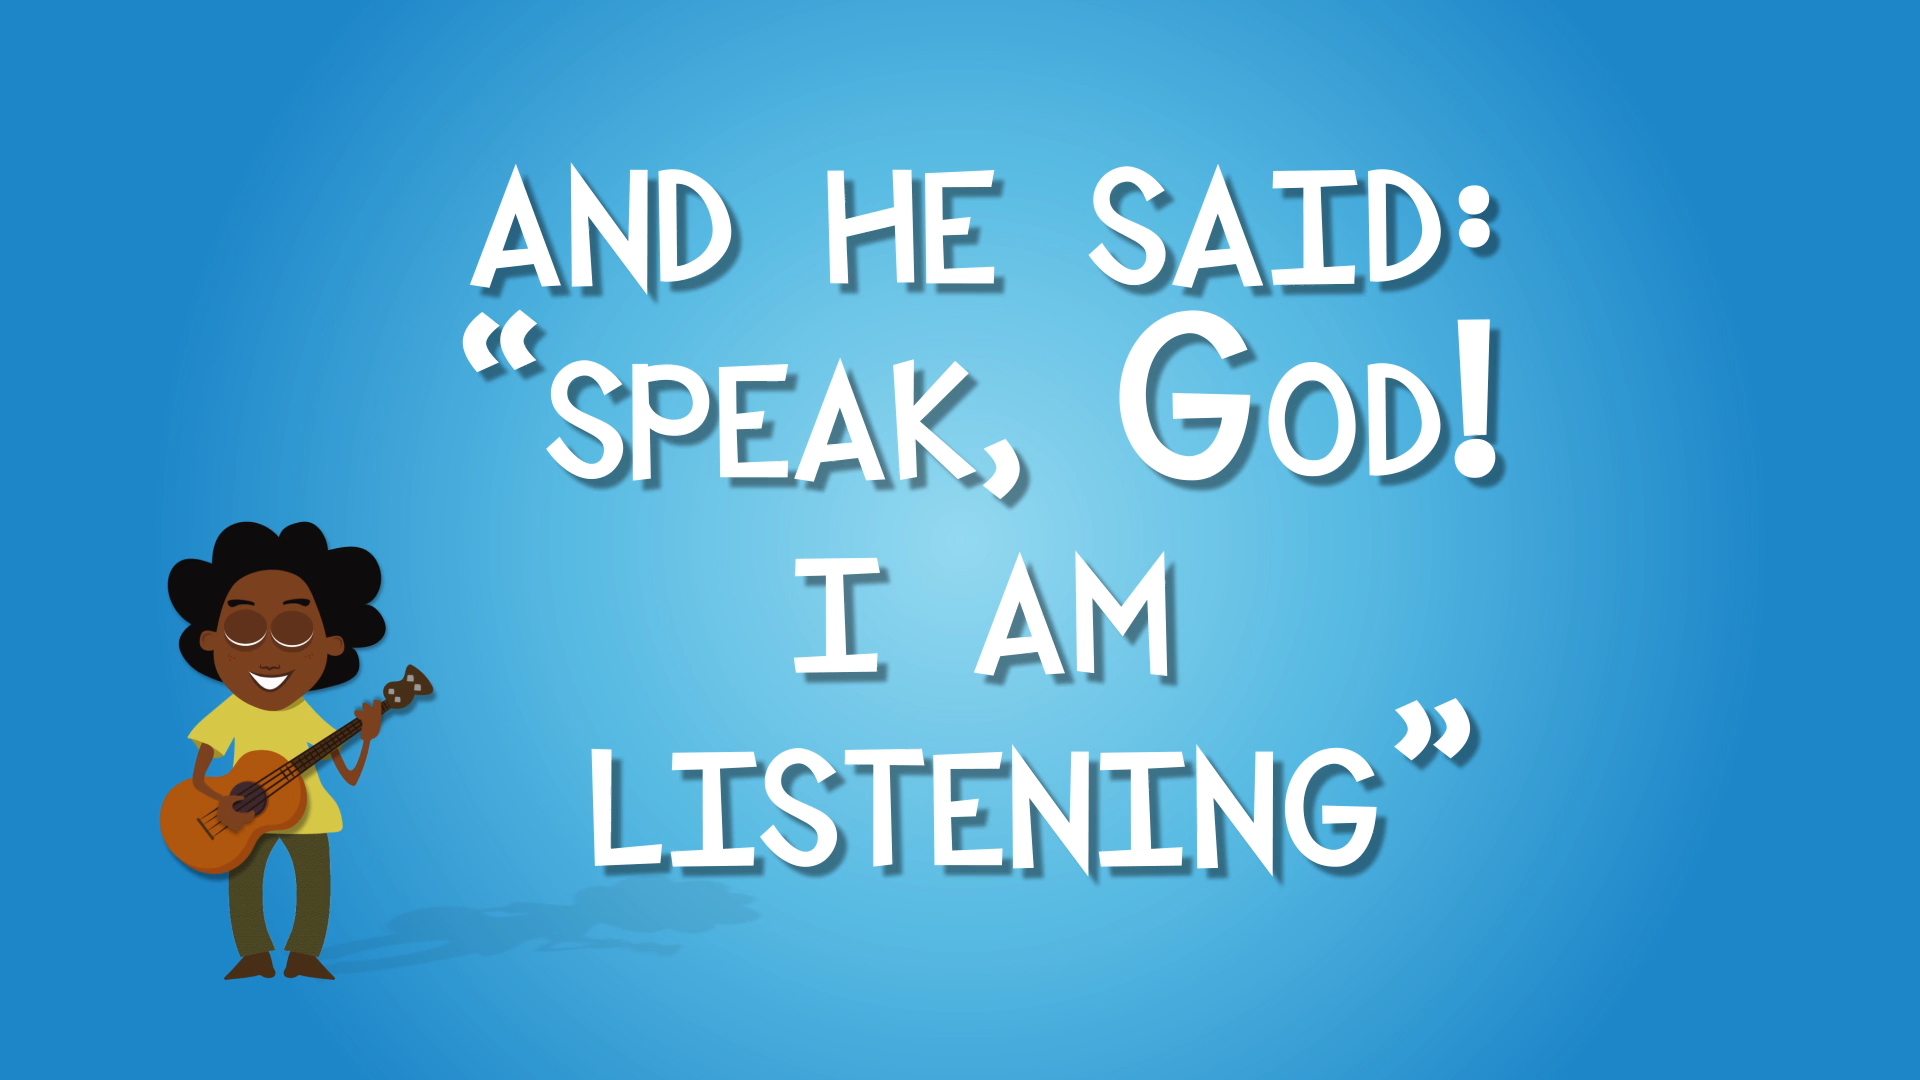 AND HE SAID:
“SPEAK, GOD!
I AM
LISTENING”